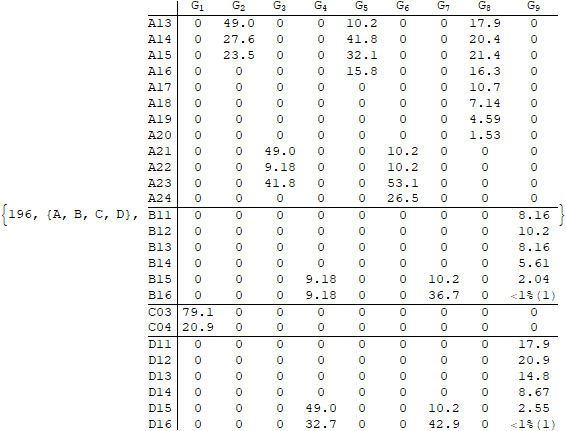 G₁ G₂ G₃ G₄ G₅ G₆ G₇ G₈ G₉
A13 0 49.0 0 0 10.2 0 0 17.9 0
A14 0 27.6 0 0 41.8 0 0 20.4 0
A15 0 23.5 0 0 32.1 0 0 21.4 0
A16 0 0 0 0 15.8 0 0 16.3 0
A17 0 0 0 0 0 0 0 10.7 0
A18 0 0 0 0 0 0 0 7.14 0
A19 0 0 0 0 0 0 0 4.59 0
A20 0 0 0 0 0 0 0 1.53 0
A21 0 0 49.0 0 0 10.2 0 0 0
A22 0 0 9.18 0 0 10.2 0 0 0
A23 0 0 41.8 0 0 53.1 0 0 0
A24 0 0 0 0 0 26.5 0 0 0
{196, {A, B, C, D}, B11 0 0 0 0 0 0 0 0 8.16 }
B12 0 0 0 0 0 0 0 0 10.2
B13 0 0 0 0 0 0 0 0 8.16
B14 0 0 0 0 0 0 0 0 5.61
B15 0 0 0 9.18 0 0 10.2 0 2.04
B16 0 0 0 9.18 0 0 36.7 0 <1%(1)
C03 79.1 0 0 0 0 0 0 0 0
C04 20.9 0 0 0 0 0 0 0 0
D11 0 0 0 0 0 0 0 0 17.9
D12 0 0 0 0 0 0 0 0 20.9
D13 0 0 0 0 0 0 0 0 14.8
D14 0 0 0 0 0 0 0 0 8.67
D15 0 0 0 49.0 0 0 10.2 0 2.55
D16 0 0 0 32.7 0 0 42.9 0 <1%(1)